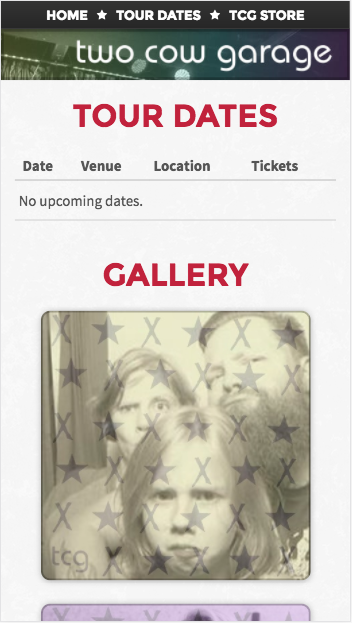 HOME ★ TOUR DATES ★ TCG STORE
two cow garage
TOUR DATES
Date Venue Location Tickets
No upcoming dates.
GALLERY
tcg